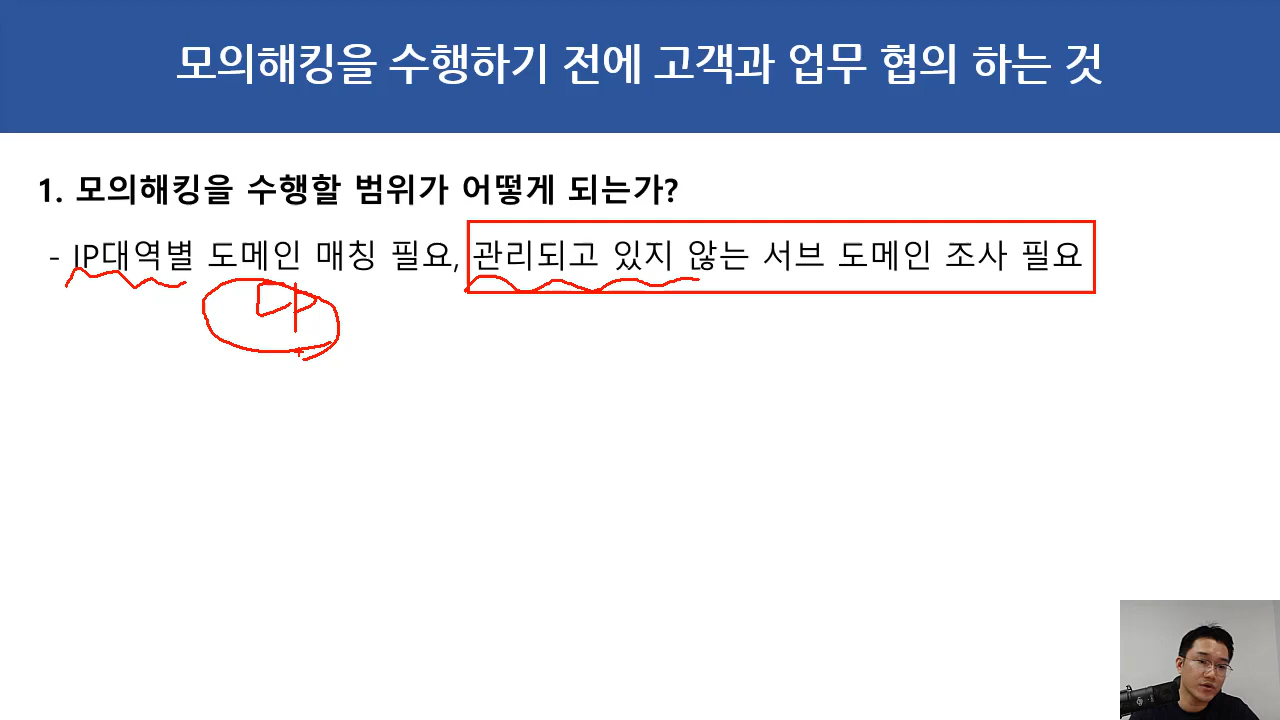 모의해킹을 수행하기 전에 고객과 업무 협의 하는 것
1. 모의해킹을 수행할 범위가 어떻게 되는가?
- IP대역별 도메인 매칭 필요, 관리되고 있지 않는 서브 도메인 조사 필요